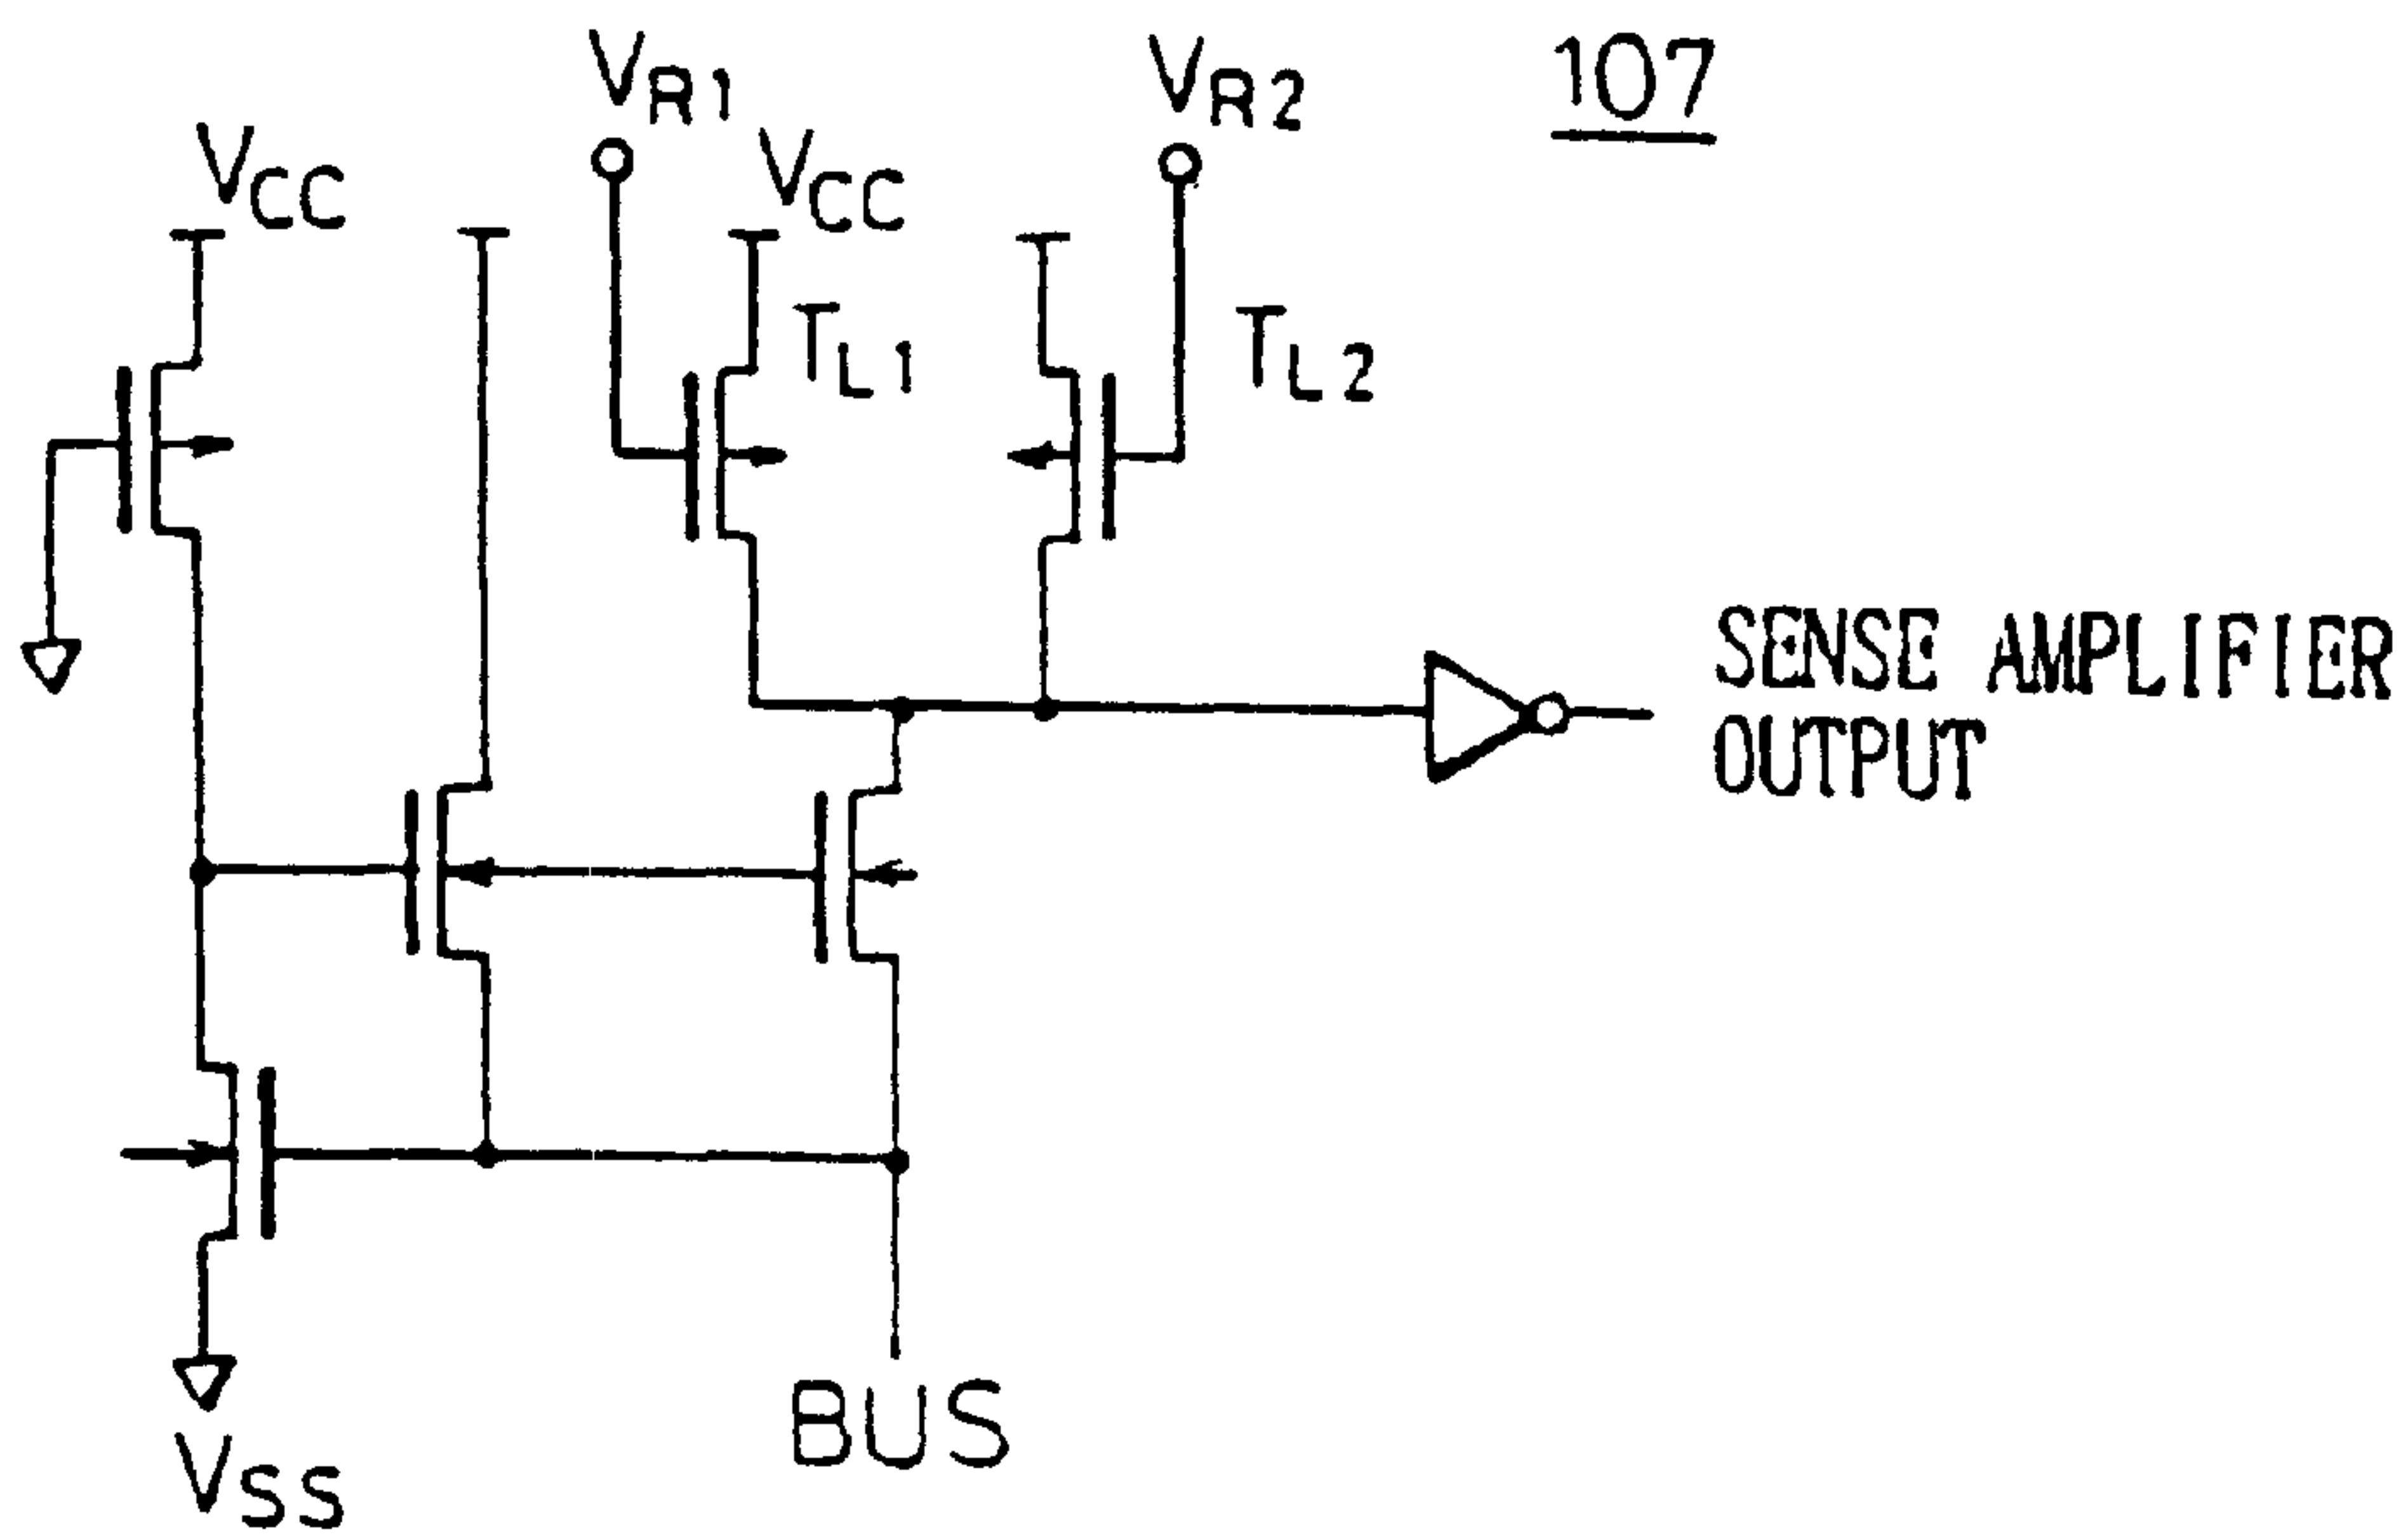 VR1
VR2
107
VCC
VCC
TL1
TL2
SENSE AMPLIFIER
OUTPUT
BUS
VSS